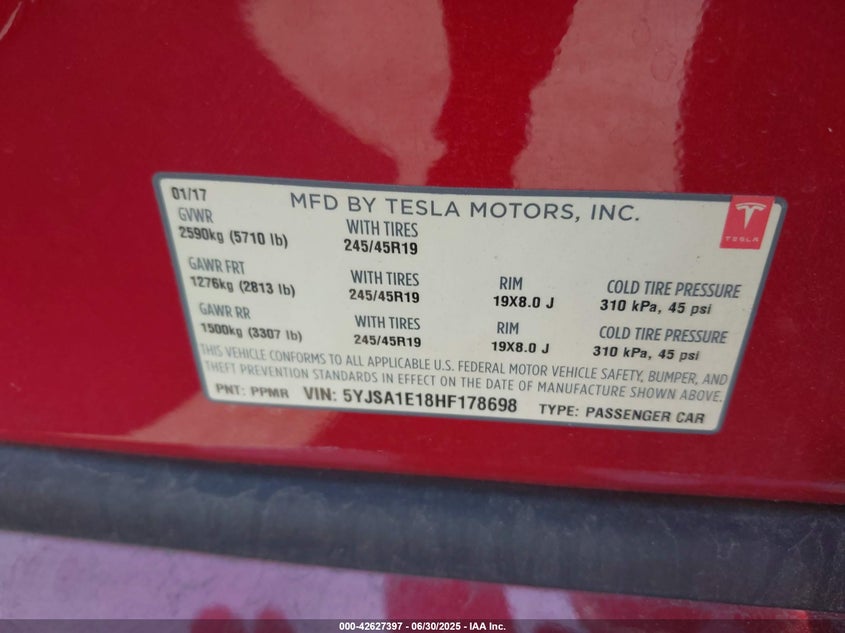 01/17
MFD BY TESLA MOTORS, INC.
TESLA
GVWR
2590kg (5710 lb)
WITH TIRES
245/45R19
GAWR FRT
1276kg (2813 lb)
WITH TIRES
245/45R19
RIM
19X8.0 J
COLD TIRE PRESSURE
310 kPa, 45 psi
GAWR RR
1500kg (3307 lb)
WITH TIRES
245/45R19
RIM
19X8.0 J
COLD TIRE PRESSURE
310 kPa, 45 psi
THIS VEHICLE CONFORMS TO ALL APPLICABLE U.S. FEDERAL MOTOR VEHICLE SAFETY, BUMPER, AND
THEFT PREVENTION STANDARDS IN EFFECT ON THE DATE OF MANUFACTURE SHOWN ABOVE.
PNT: PPMR VIN: 5YJSA1E18HF178698 TYPE: PASSENGER CAR
000-42627397 - 06/30/2025 - IAA Inc.